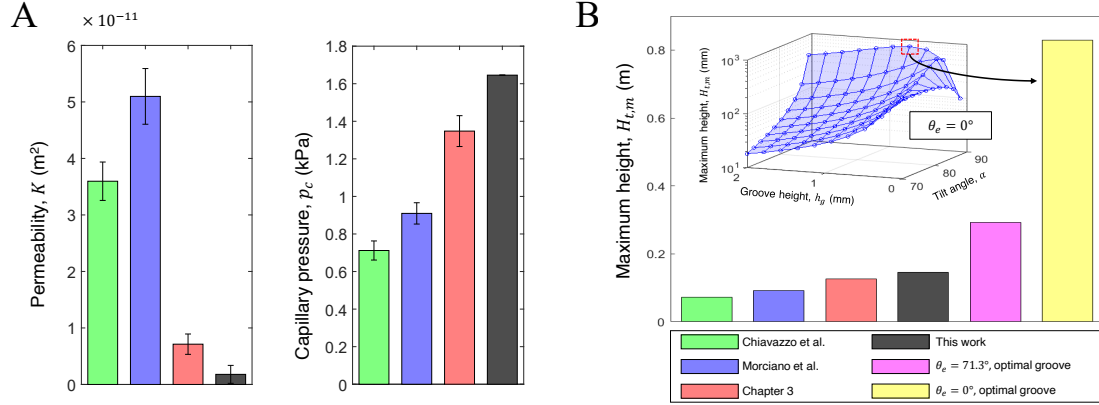 A
× 10⁻¹¹
Permeability, K (m²)
6
5
4
3
2
1
0
Capillary pressure, p_c (kPa)
1.8
1.6
1.4
1.2
1
0.8
0.6
0.4
0.2
0
B
Maximum height, H_{t,m} (m)
0.8
0.6
0.4
0.2
0
Maximum height, H_{t,m} (mm)
10³
10²
10¹
2
1
0
Groove height, h_g (mm)
70
80
90
Tilt angle, α
θ_e = 0°
Chiavazzo et al.
This work
Morciano et al.
θ_e = 71.3°, optimal groove
Chapter 3
θ_e = 0°, optimal groove